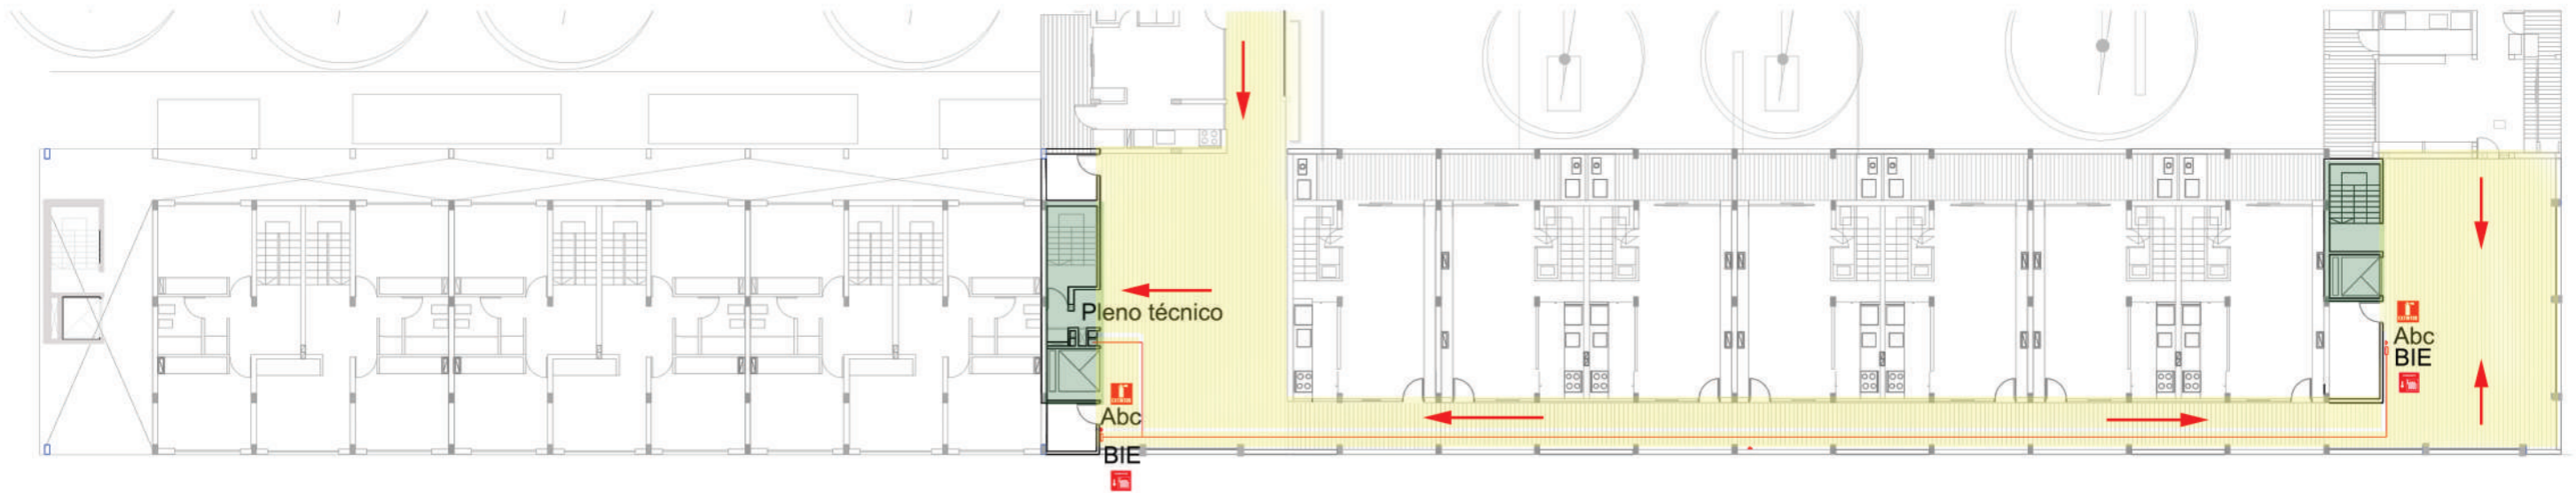 Pleno técnico
Abc
BIE
Abc
BIE